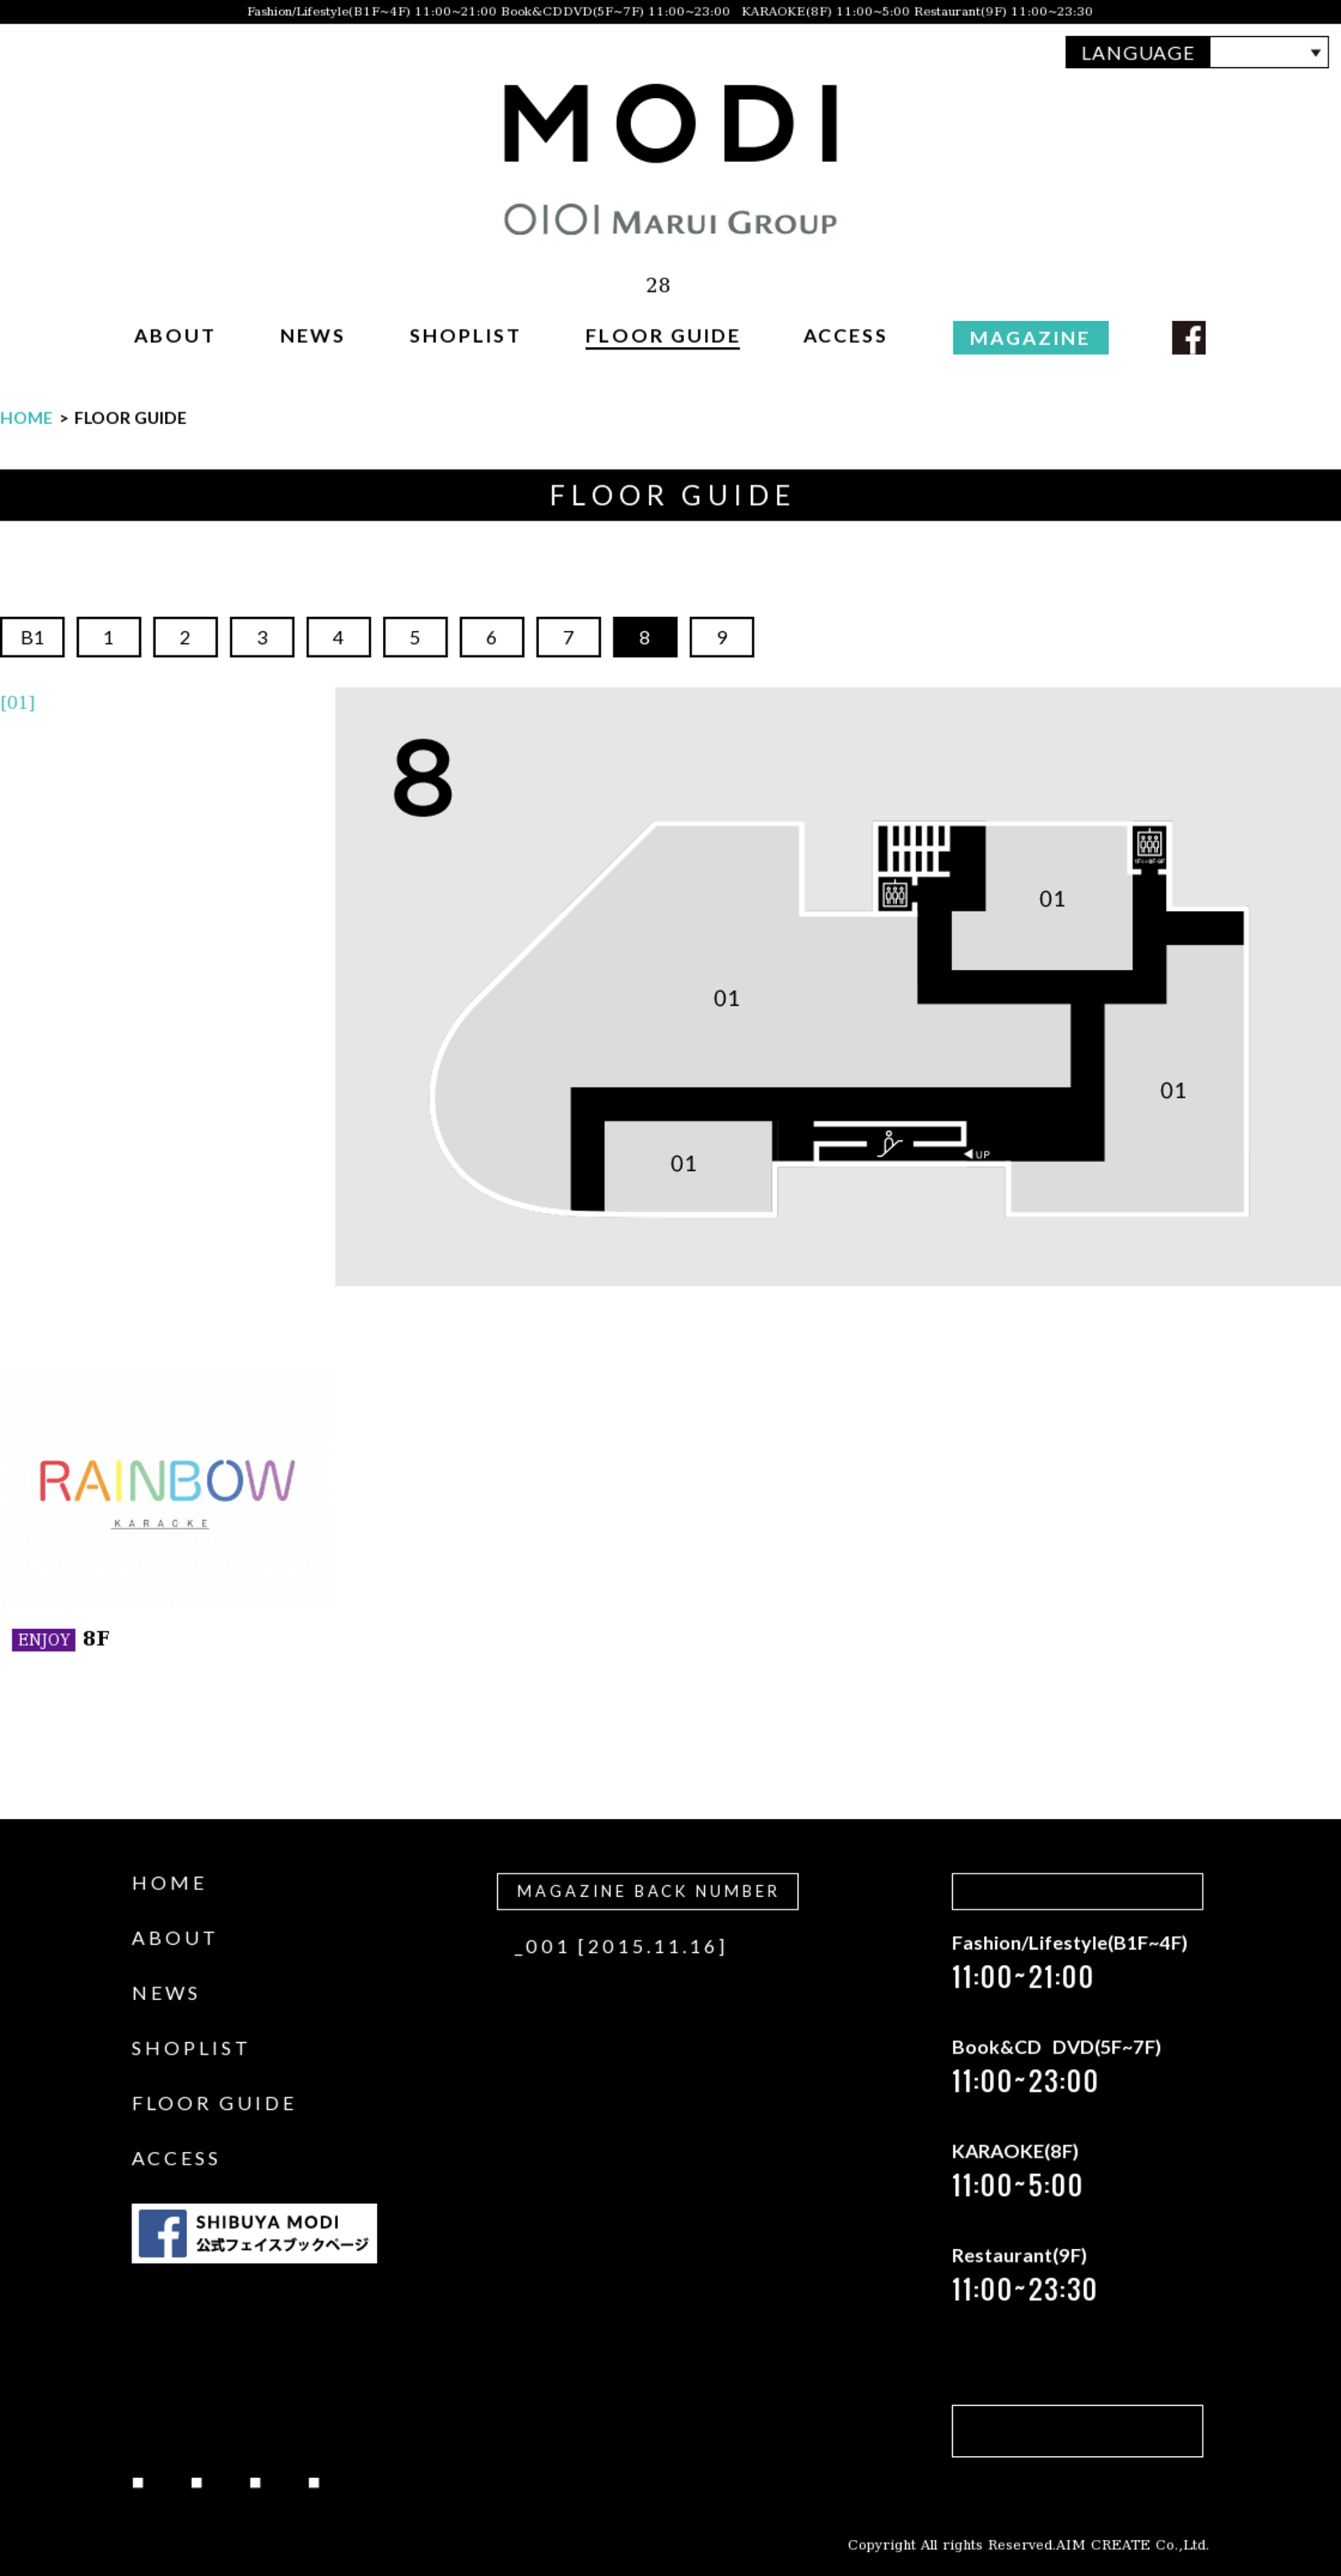 Fashion/Lifestyle(B1F~4F) 11:00~21:00 Book&CDDVD(5F~7F) 11:00~23:00 KARAOKE(8F) 11:00~5:00 Restaurant(9F) 11:00~23:30
LANGUAGE
MODI
OIOI MARUI GROUP
28
ABOUT NEWS SHOPLIST FLOOR GUIDE ACCESS MAGAZINE
HOME > FLOOR GUIDE
FLOOR GUIDE
B1 1 2 3 4 5 6 7 8 9
[01]
8
01
01
01
01
UP
RAINBOW
KARAOKE
ENJOY 8F
HOME
ABOUT
NEWS
SHOPLIST
FLOOR GUIDE
ACCESS
SHIBUYA MODI
公式フェイスブックページ
MAGAZINE BACK NUMBER
_001 [2015.11.16]
Fashion/Lifestyle(B1F~4F)
11:00~21:00
Book&CD DVD(5F~7F)
11:00~23:00
KARAOKE(8F)
11:00~5:00
Restaurant(9F)
11:00~23:30
Copyright All rights Reserved.AIM CREATE Co.,Ltd.